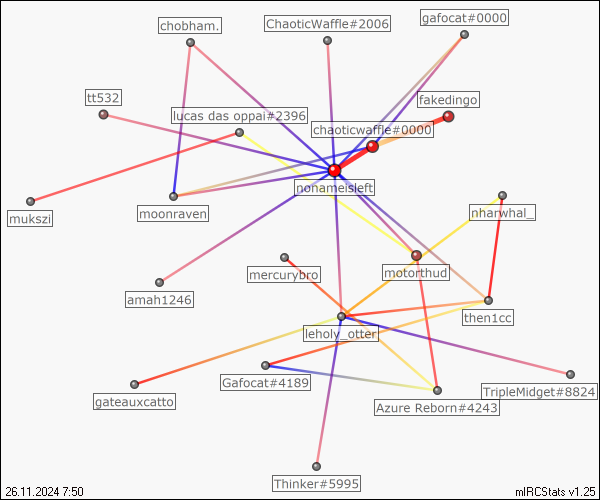 ChaoticWaffle#2006
gafocat#0000
chobham.
tt532
fakedingo
lucas das oppai#2396
chaoticwaffle#0000
nonameisleft
mukszi
moonraven
nharwhal_
mercurybro
motorthud
amah1246
then1cc
leholy_otter
Gafocat#4189
gateauxcatto
Azure Reborn#4243
TripleMidget#8824
Thinker#5995
26.11.2024 7:50
mIRCStats v1.25